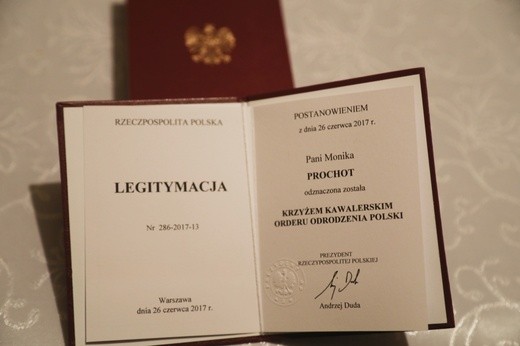 RZECZPOSPOLITA POLSKA
LEGITYMACJA
Nr 286-2017-13
Warszawa
dnia 26 czerwca 2017 r.
POSTANOWIENIEM
z dnia 26 czerwca 2017 r.
Pani Monika
PROCHOT
odznaczona została
KRZYŻEM KAWALERSKIM
ORDERU ODRODZENIA POLSKI
PREZYDENT
RZECZYPOSPOLITEJ POLSKIEJ
Andrzej Duda